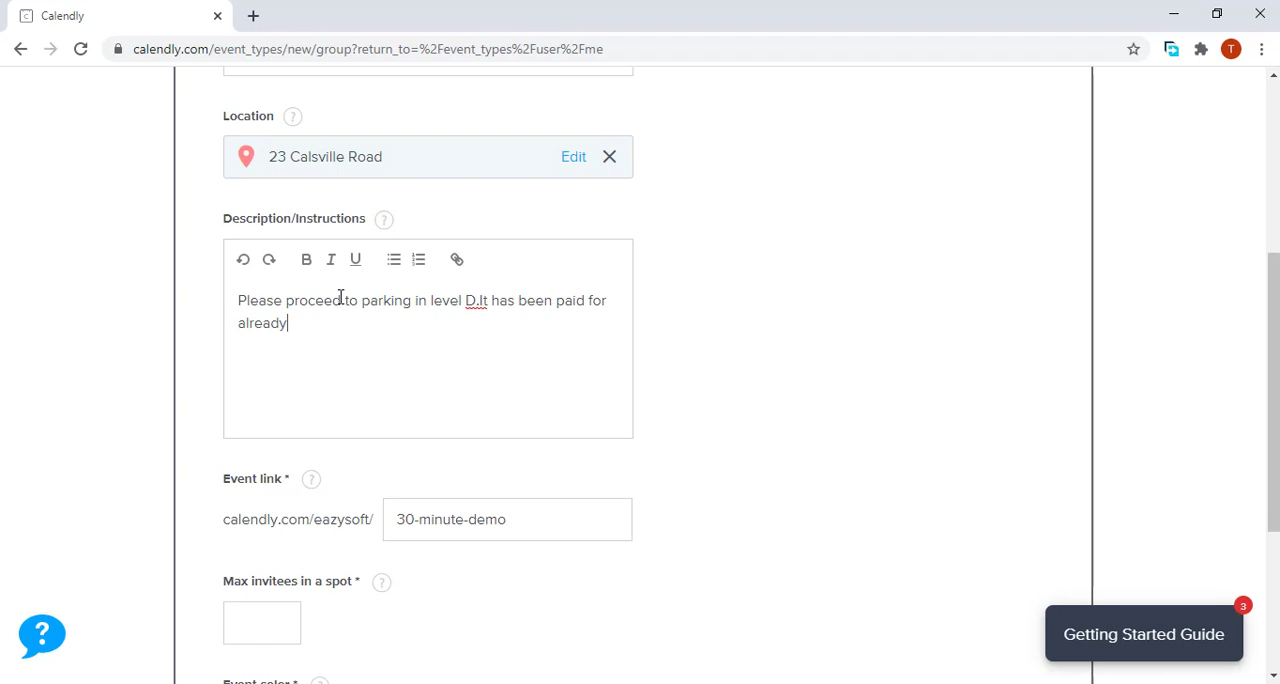 Calendly
calendly.com/event_types/new/group?return_to=%2Fevent_types%2Fuser%2Fme
T
Location ?
23 Calsville Road Edit
Description/Instructions ?
B I U
Please proceed to parking in level D.It has been paid for
already
Event link * ?
calendly.com/eazysoft/ 30-minute-demo
Max invitees in a spot * ?
3
Getting Started Guide
?
Event color * ?